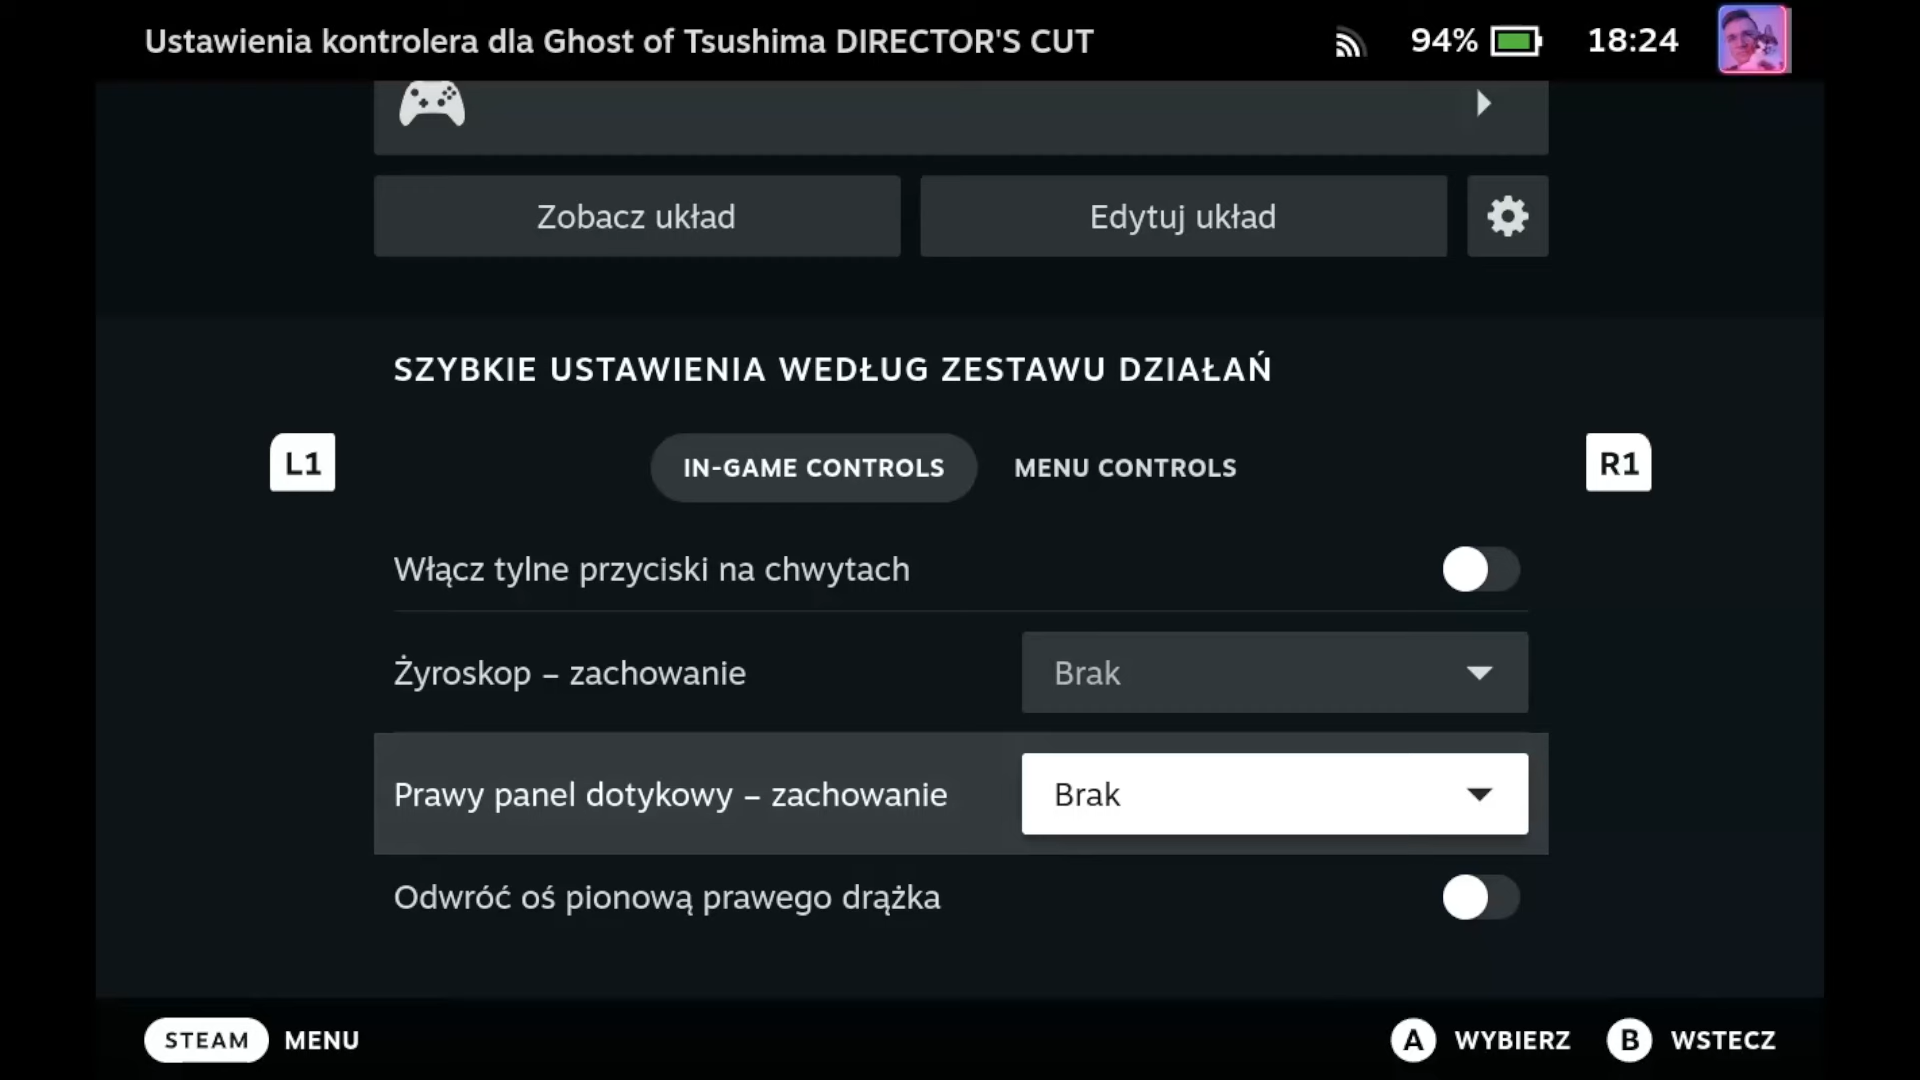 Ustawienia kontrolera dla Ghost of Tsushima DIRECTOR'S CUT
94%
18:24
Zobacz układ
Edytuj układ
SZYBKIE USTAWIENIA WEDŁUG ZESTAWU DZIAŁAŃ
L1
IN-GAME CONTROLS
MENU CONTROLS
R1
Włącz tylne przyciski na chwytach
Żyroskop – zachowanie
Brak
Prawy panel dotykowy – zachowanie
Brak
Odwróć oś pionową prawego drążka
STEAM MENU
A WYBIERZ
B WSTECZ